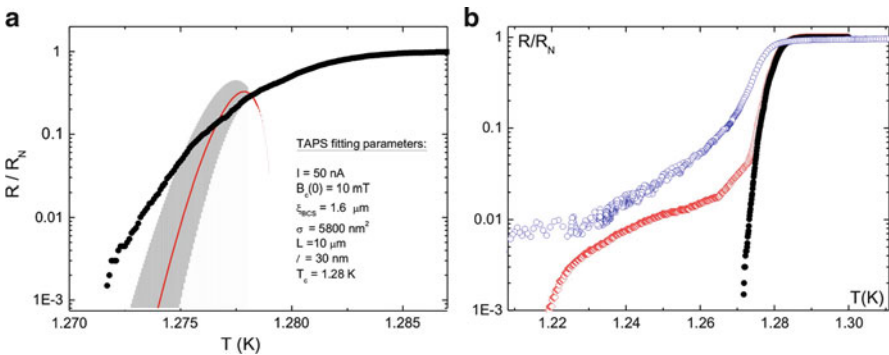 a
1
0.1
0.01
1E-3
R / R_N
1.270
1.275
1.280
1.285
T (K)
TAPS fitting parameters:
I = 50 nA
B_c(0) = 10 mT
ξ_BCS = 1.6 μm
σ = 5800 nm²
L =10 μm
l = 30 nm
T_c = 1.28 K
b
R/R_N
1
0.1
0.01
1E-3
1.22
1.24
1.26
1.28
1.30
T(K)